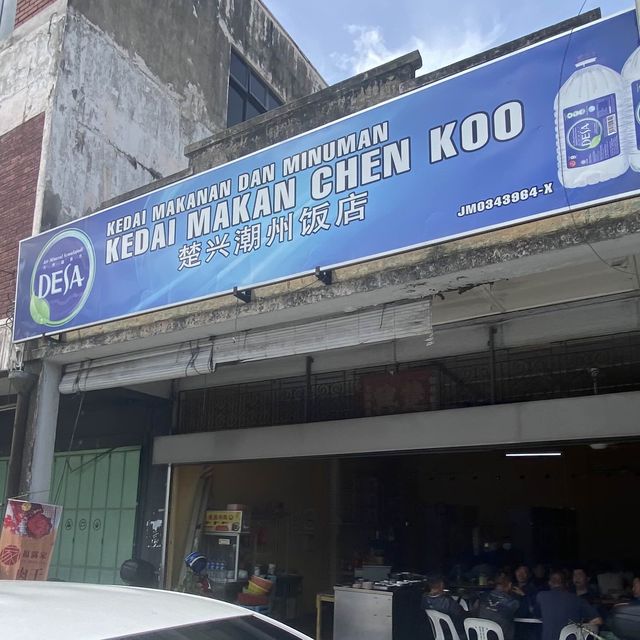 KEDAI MAKANAN DAN MINUMAN
KEDAI MAKAN CHEN KOO
楚兴潮州饭店
JM0343964-X
DESA
DESA